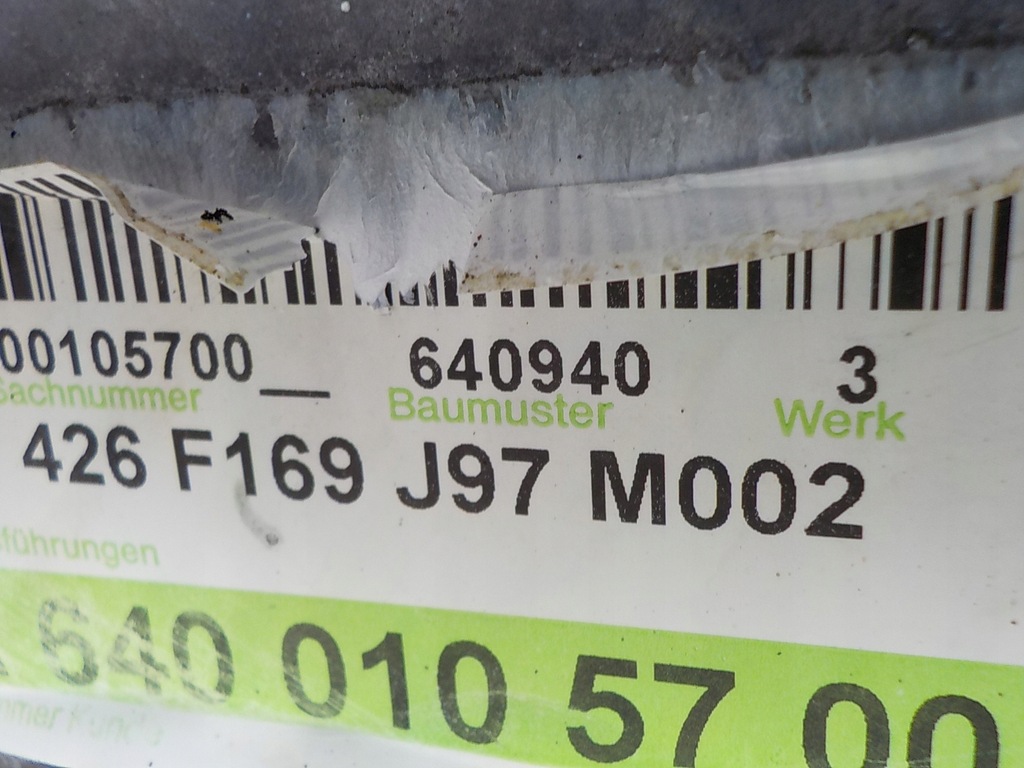 00105700__ 640940 3
Sachnummer Baumuster Werk
426 F169 J97 M002
führungen
640 010 57 00